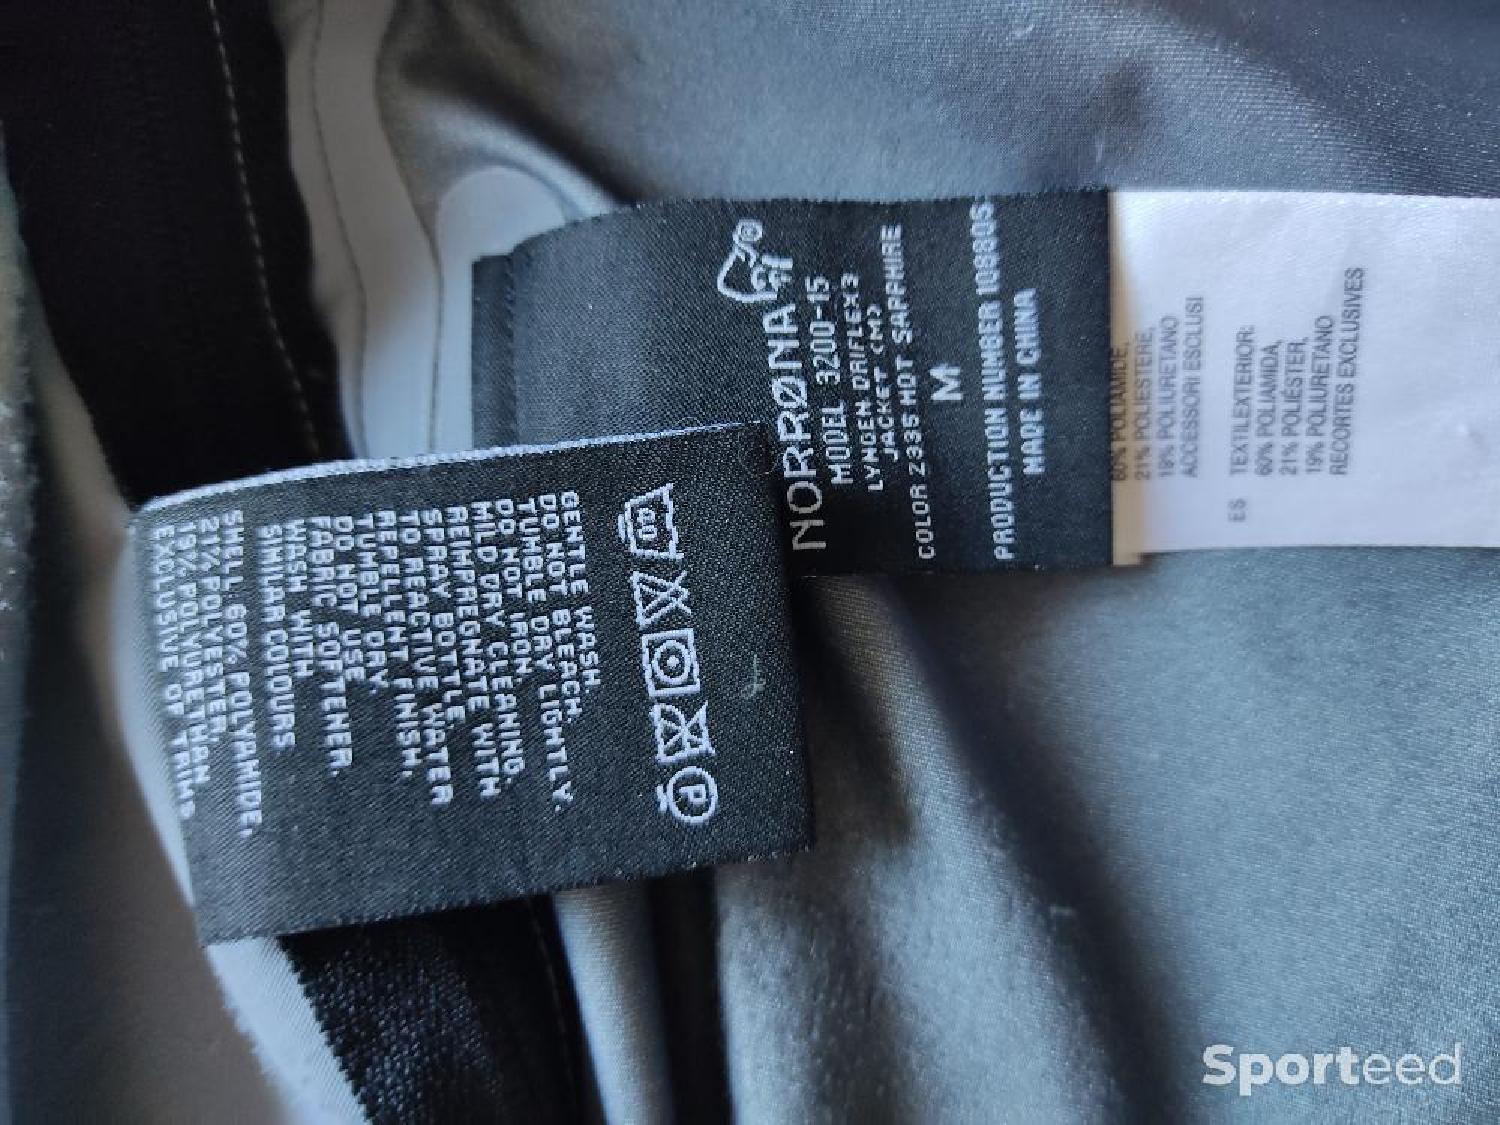 NORRØNA®
MODEL 3200-15
LYNGEN DRIFLEX3
JACKET (M)
COLOR 2335 HOT SAPPHIRE
M
PRODUCTION NUMBER 108805-
MADE IN CHINA
60% POLIAMIDE,
21% POLIESTERE,
19% POLIURETANO
ACCESSORI ESCLUSI
ES TEXTIL EXTERIOR:
60% POLIAMIDA,
21% POLIÉSTER,
19% POLIURETANO
RECORTES EXCLUSIVES
P
GENTLE WASH.
DO NOT BLEACH.
TUMBLE DRY LIGHTLY.
DO NOT IRON.
MILD DRY CLEANING.
REIMPREGNATE WITH
SPRAY BOTTLE
TO REACTIVE WATER
REPELLENT FINISH.
TUMBLE DRY.
DO NOT USE
FABRIC SOFTENER.
WASH WITH
SIMILAR COLOURS
SHELL 60% POLYAMIDE,
21% POLYESTER,
19% POLYURETHAN
EXCLUSIVE OF TRIMS
Sporteed